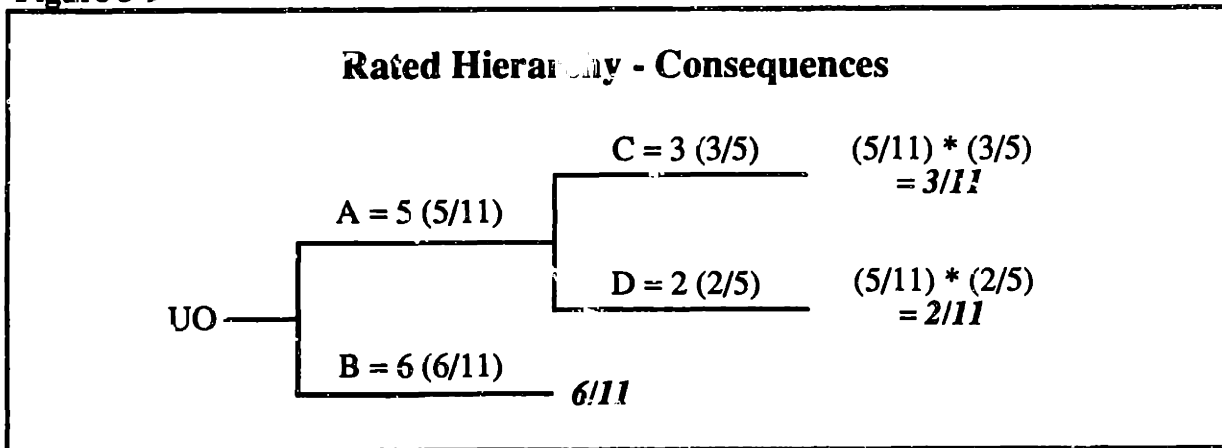 Rated Hierarchy - Consequences
C = 3 (3/5)
(5/11) * (3/5)
= 3/11
A = 5 (5/11)
D = 2 (2/5)
(5/11) * (2/5)
= 2/11
UO
B = 6 (6/11)
6/11